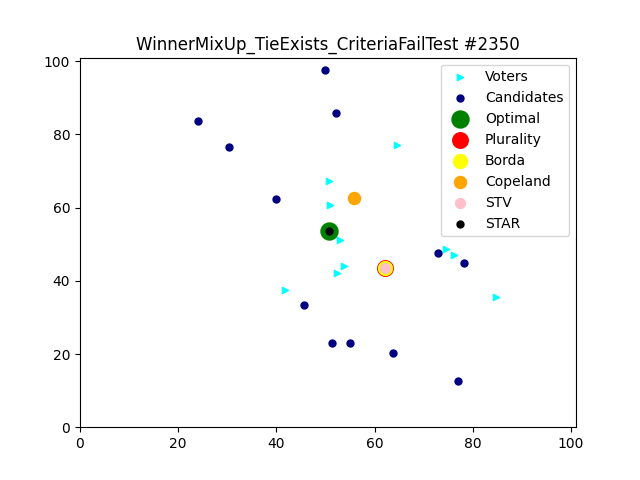 WinnerMixUp_TieExists_CriteriaFailTest #2350
100
80
60
40
20
0
0
20
40
60
80
100
Voters
Candidates
Optimal
Plurality
Borda
Copeland
STV
STAR